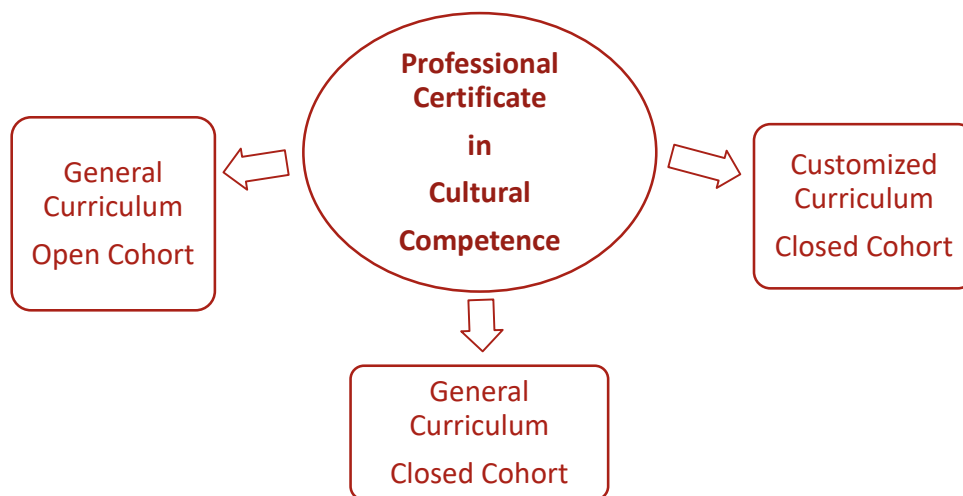 Professional
Certificate
in
Cultural
Competence
General
Curriculum
Open Cohort
General
Curriculum
Closed Cohort
Customized
Curriculum
Closed Cohort